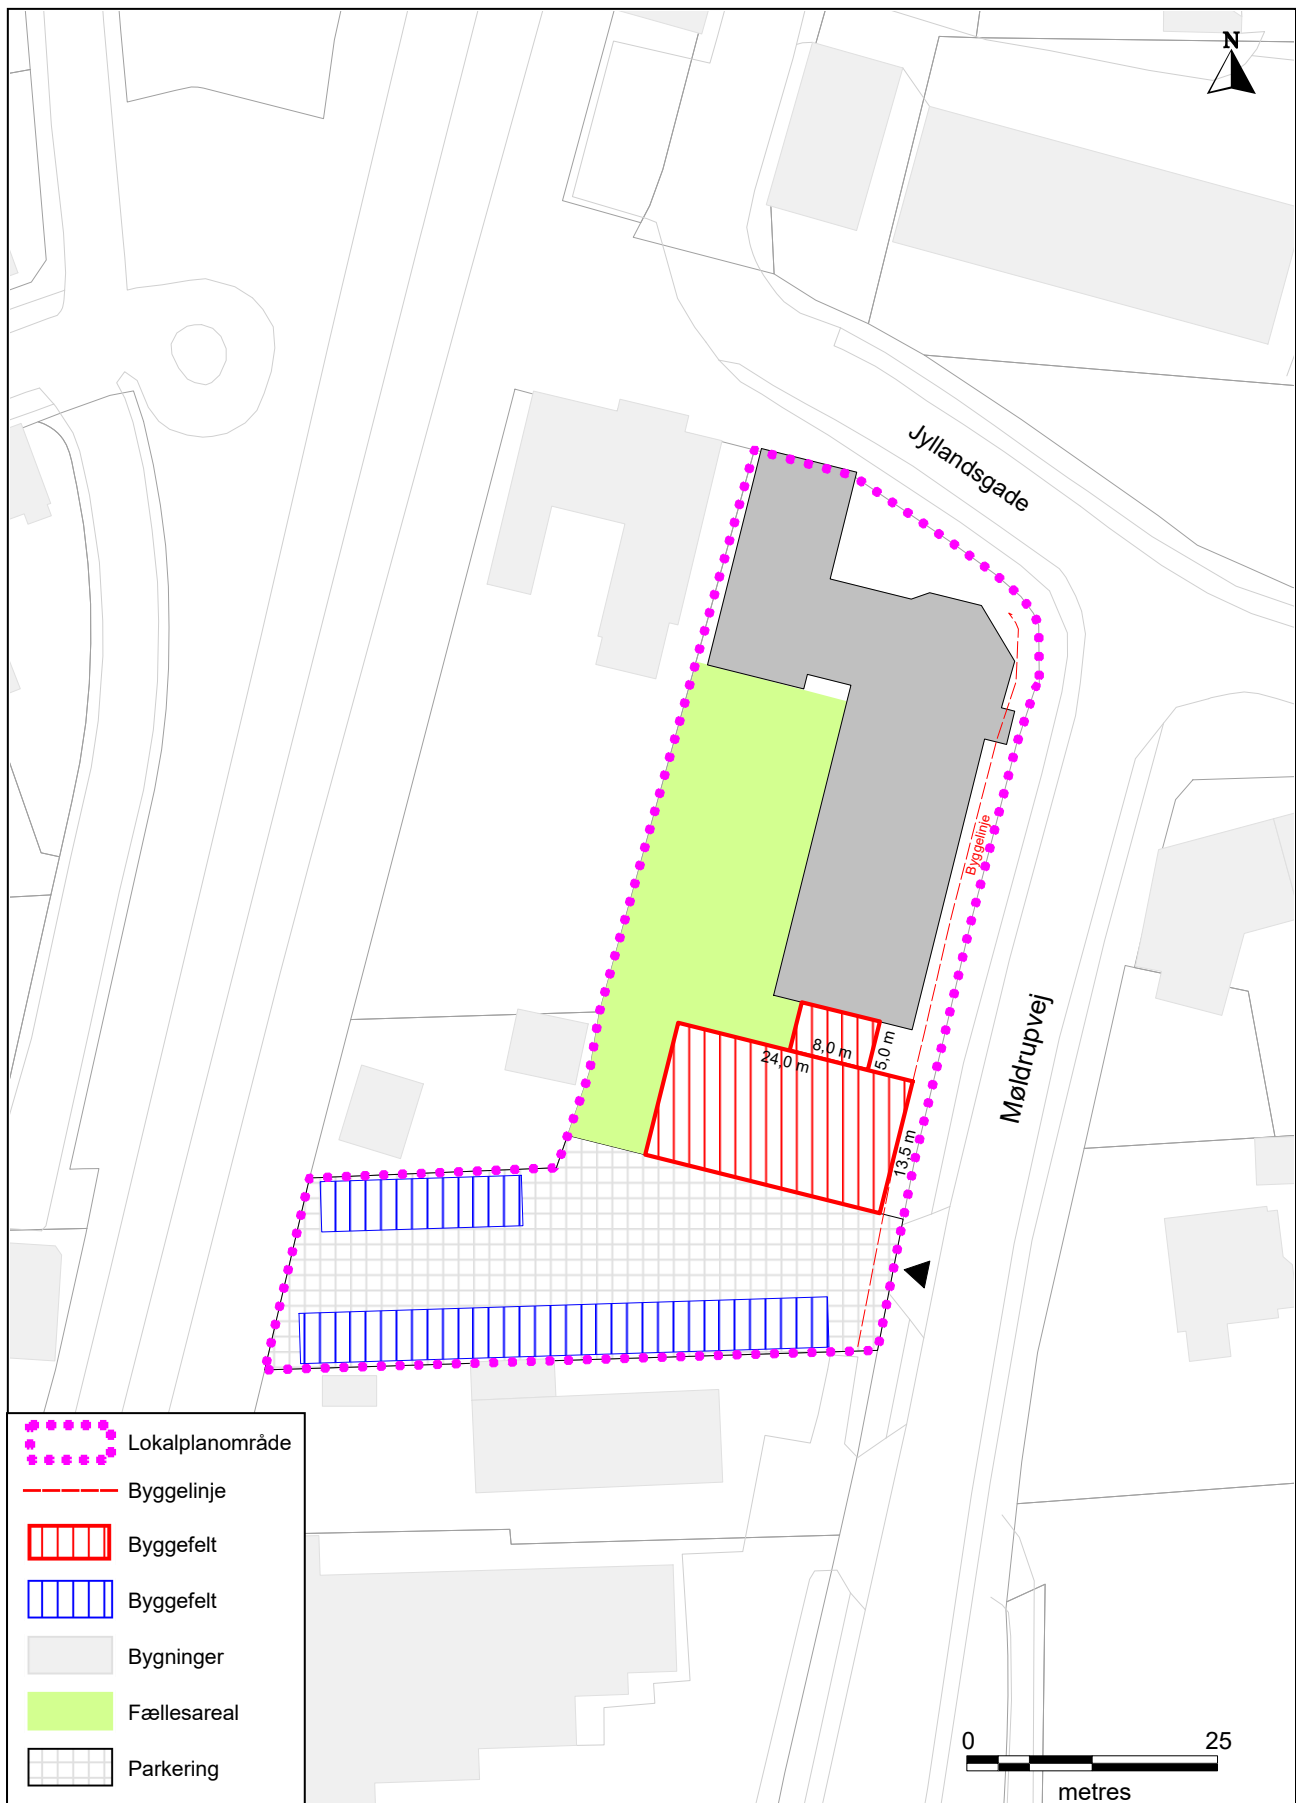 N
Jyllandsgade
Byggelinje
Møldrupvej
8,0 m
5,0 m
24,0 m
13,5 m
Lokalplanområde
Byggelinje
Byggefelt
Byggefelt
Bygninger
Fællesareal
Parkering
0 25
metres